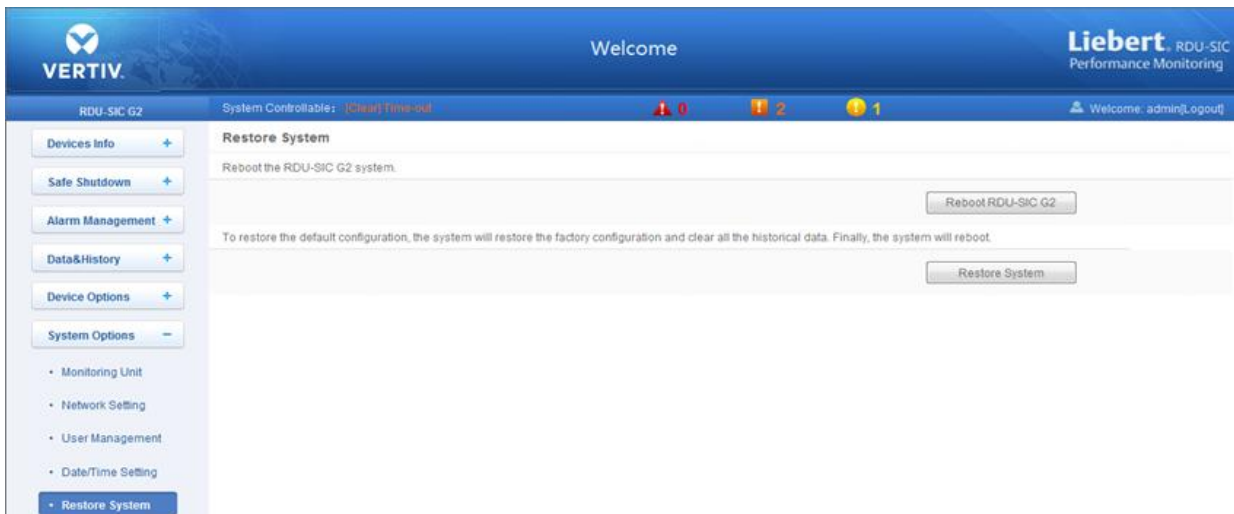 VERTIV.
Welcome
Liebert. RDU-SIC
Performance Monitoring
RDU-SIC G2
System Controllable: [Clear] Time-out
0
2
1
Welcome: admin[Logout]
Devices Info +
Safe Shutdown +
Alarm Management +
Data&History +
Device Options +
System Options −
• Monitoring Unit
• Network Setting
• User Management
• Date/Time Setting
• Restore System
Restore System
Reboot the RDU-SIC G2 system.
Reboot RDU-SIC G2
To restore the default configuration, the system will restore the factory configuration and clear all the historical data. Finally, the system will reboot.
Restore System